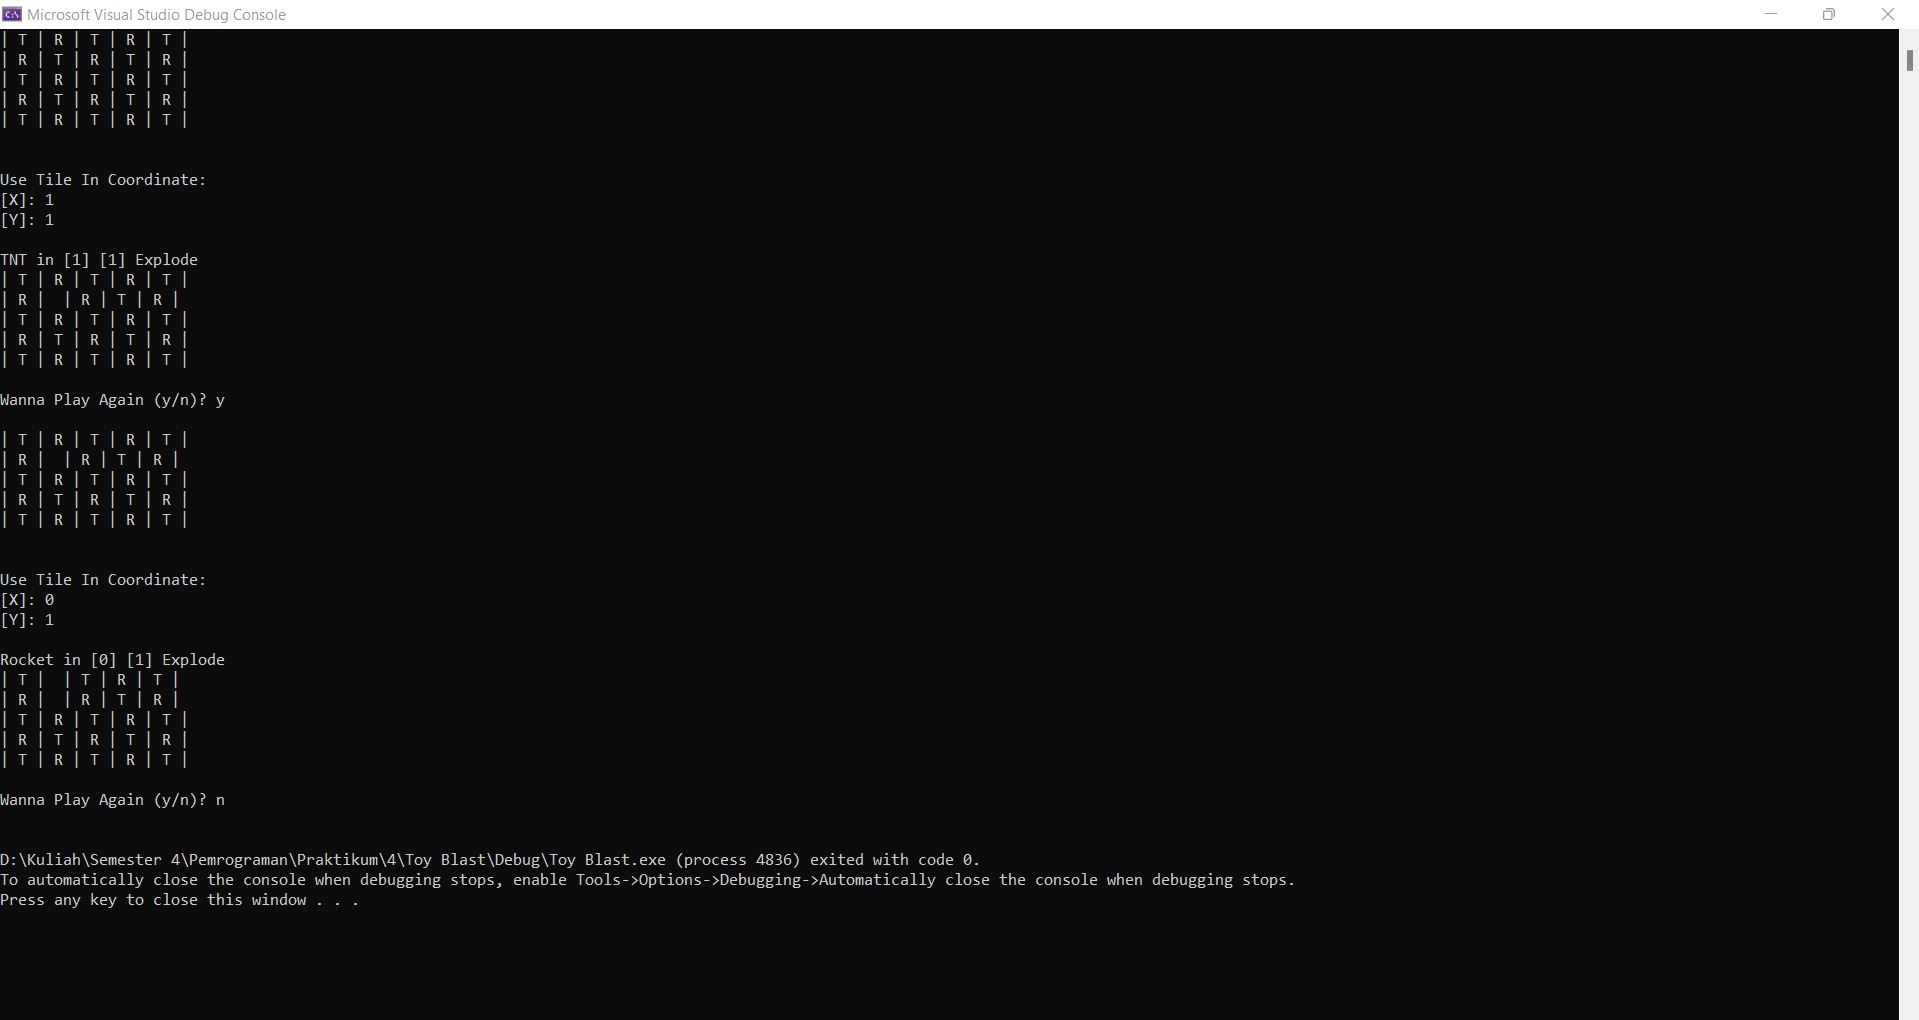 Microsoft Visual Studio Debug Console
| T | R | T | R | T |
| R | T | R | T | R |
| T | R | T | R | T |
| R | T | R | T | R |
| T | R | T | R | T |
Use Tile In Coordinate:
[X]: 1
[Y]: 1
TNT in [1] [1] Explode
| T | R | T | R | T |
| R |  | R | T | R |
| T | R | T | R | T |
| R | T | R | T | R |
| T | R | T | R | T |
Wanna Play Again (y/n)? y
| T | R | T | R | T |
| R |  | R | T | R |
| T | R | T | R | T |
| R | T | R | T | R |
| T | R | T | R | T |
Use Tile In Coordinate:
[X]: 0
[Y]: 1
Rocket in [0] [1] Explode
| T |  | T | R | T |
| R |  | R | T | R |
| T | R | T | R | T |
| R | T | R | T | R |
| T | R | T | R | T |
Wanna Play Again (y/n)? n
D:\Kuliah\Semester 4\Pemrograman\Praktikum\4\Toy Blast\Debug\Toy Blast.exe (process 4836) exited with code 0.
To automatically close the console when debugging stops, enable Tools->Options->Debugging->Automatically close the console when debugging stops.
Press any key to close this window . . .